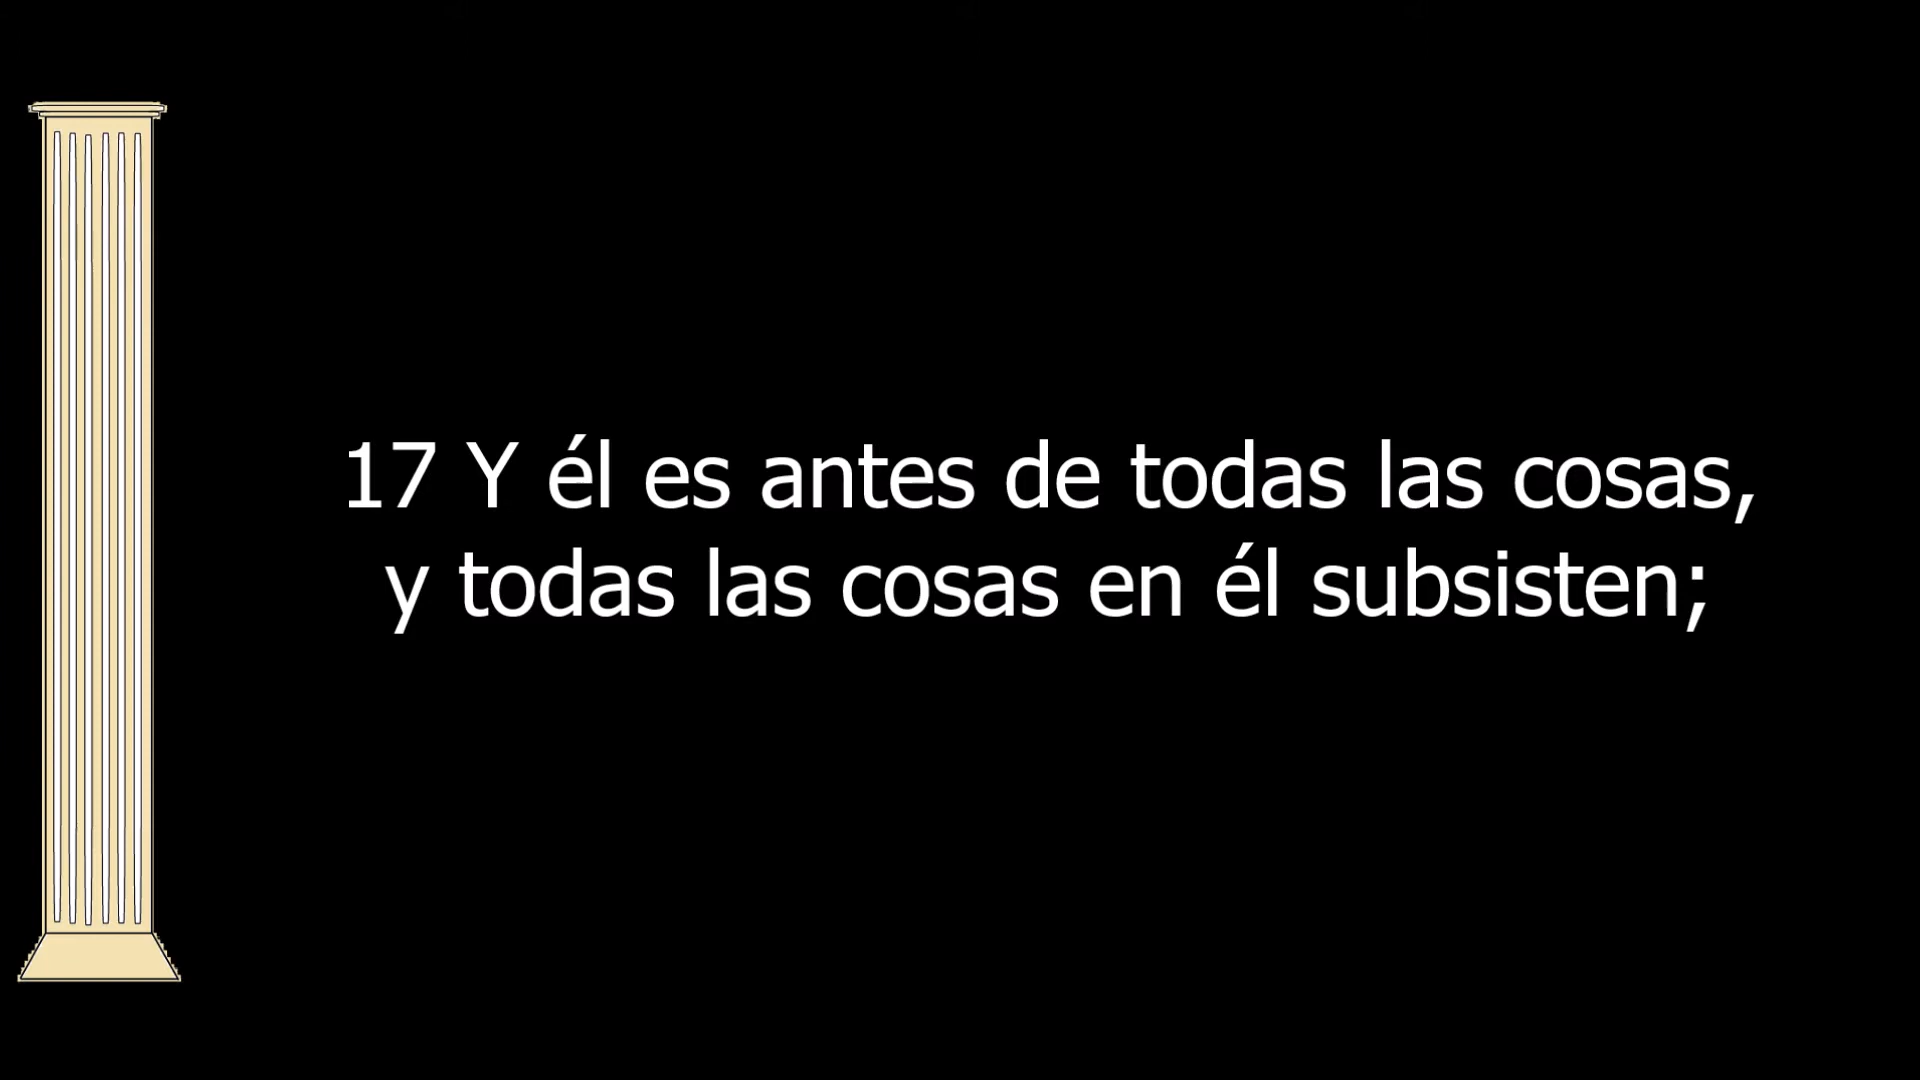 17 Y él es antes de todas las cosas,
y todas las cosas en él subsisten;